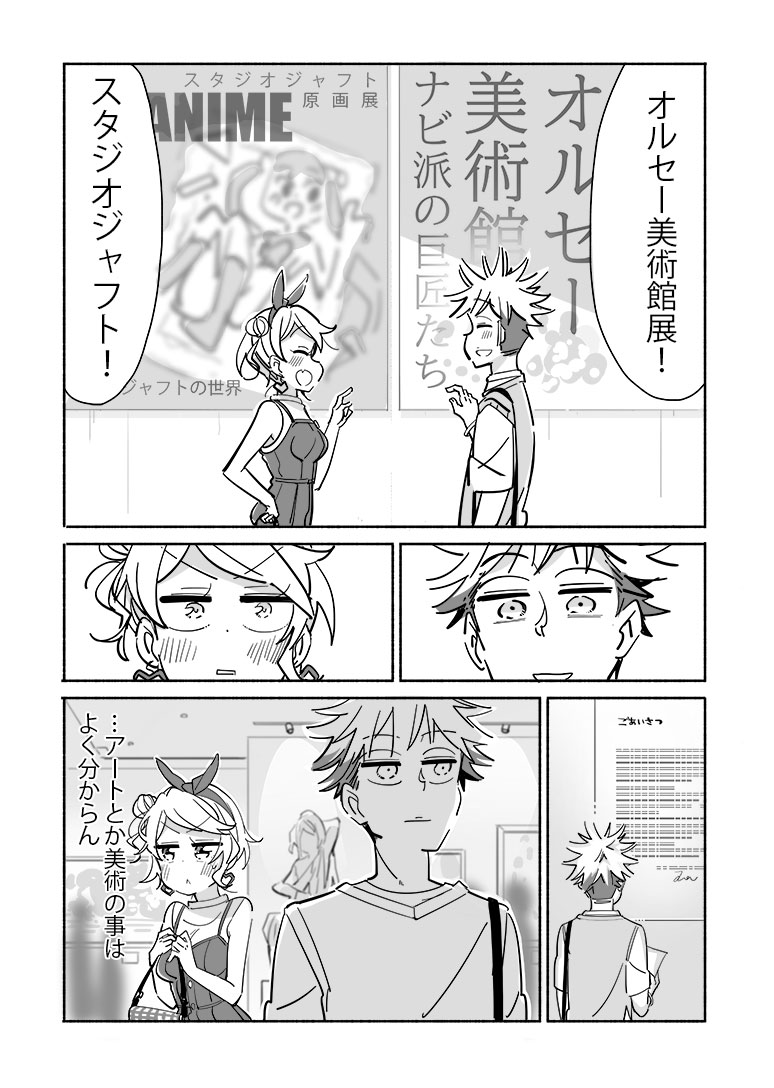 オルセー美術館展！
スタジオジャフト！
オルセー
美術館
ナビ派の巨匠たち
スタジオジャフト
原画展
ANIME
ジャフトの世界
ごあいさつ
…アートとか美術の事は
よく分からん